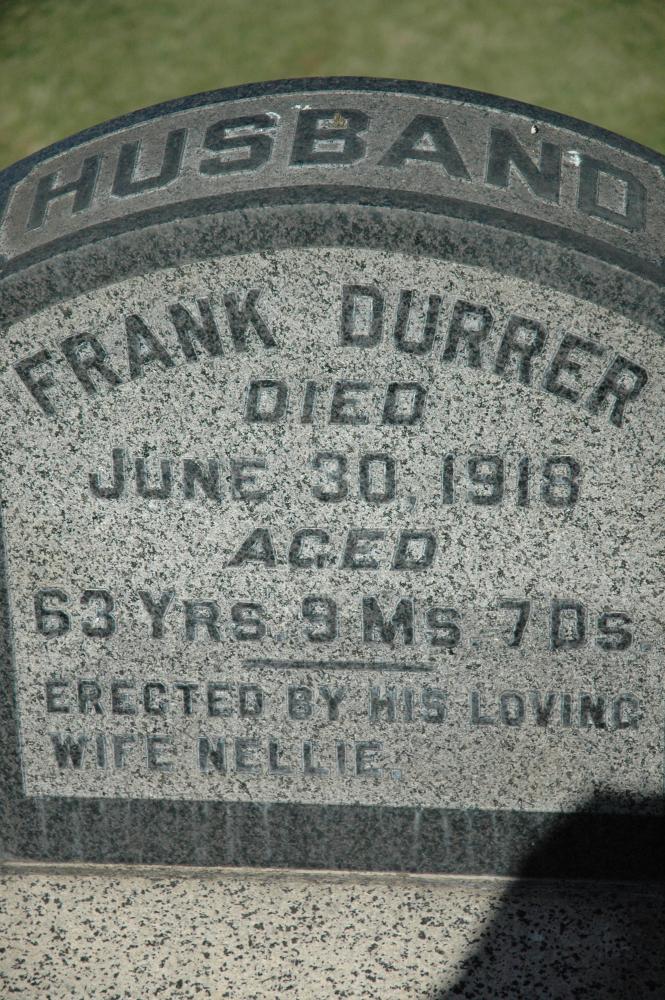 HUSBAND
FRANK DURRER
DIED
JUNE 30, 1918
AGED
63 YRS. 9 MS. 7 DS.
ERECTED BY HIS LOVING
WIFE NELLIE.